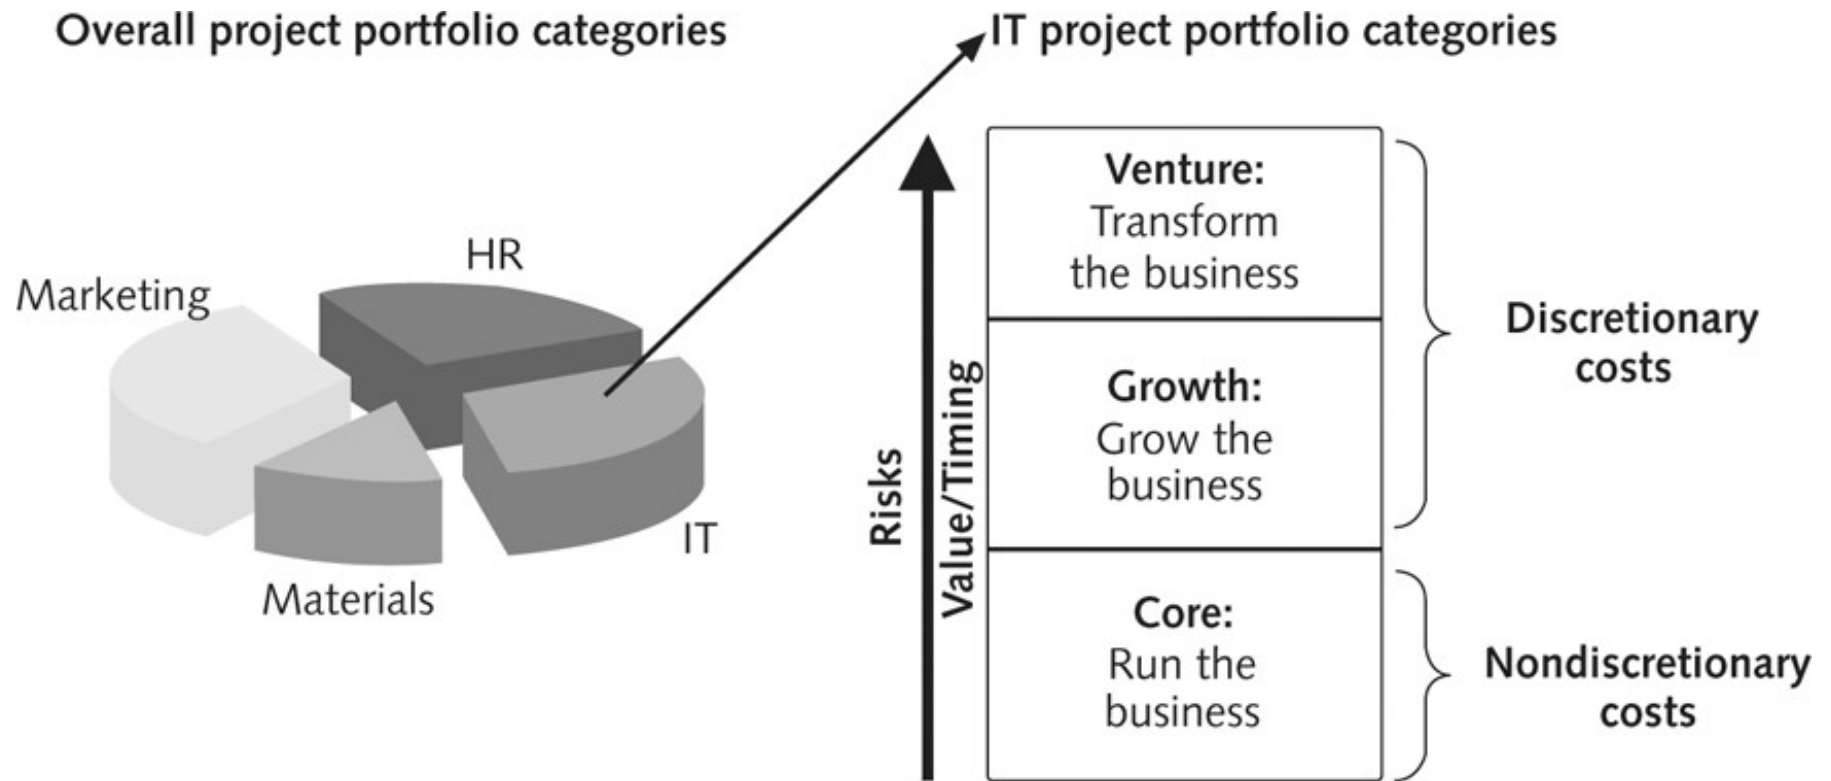 Overall project portfolio categories
IT project portfolio categories
HR
Marketing
IT
Materials
Risks
Value/Timing
Venture:
Transform
the business
Growth:
Grow the
business
Core:
Run the
business
Discretionary
costs
Nondiscretionary
costs